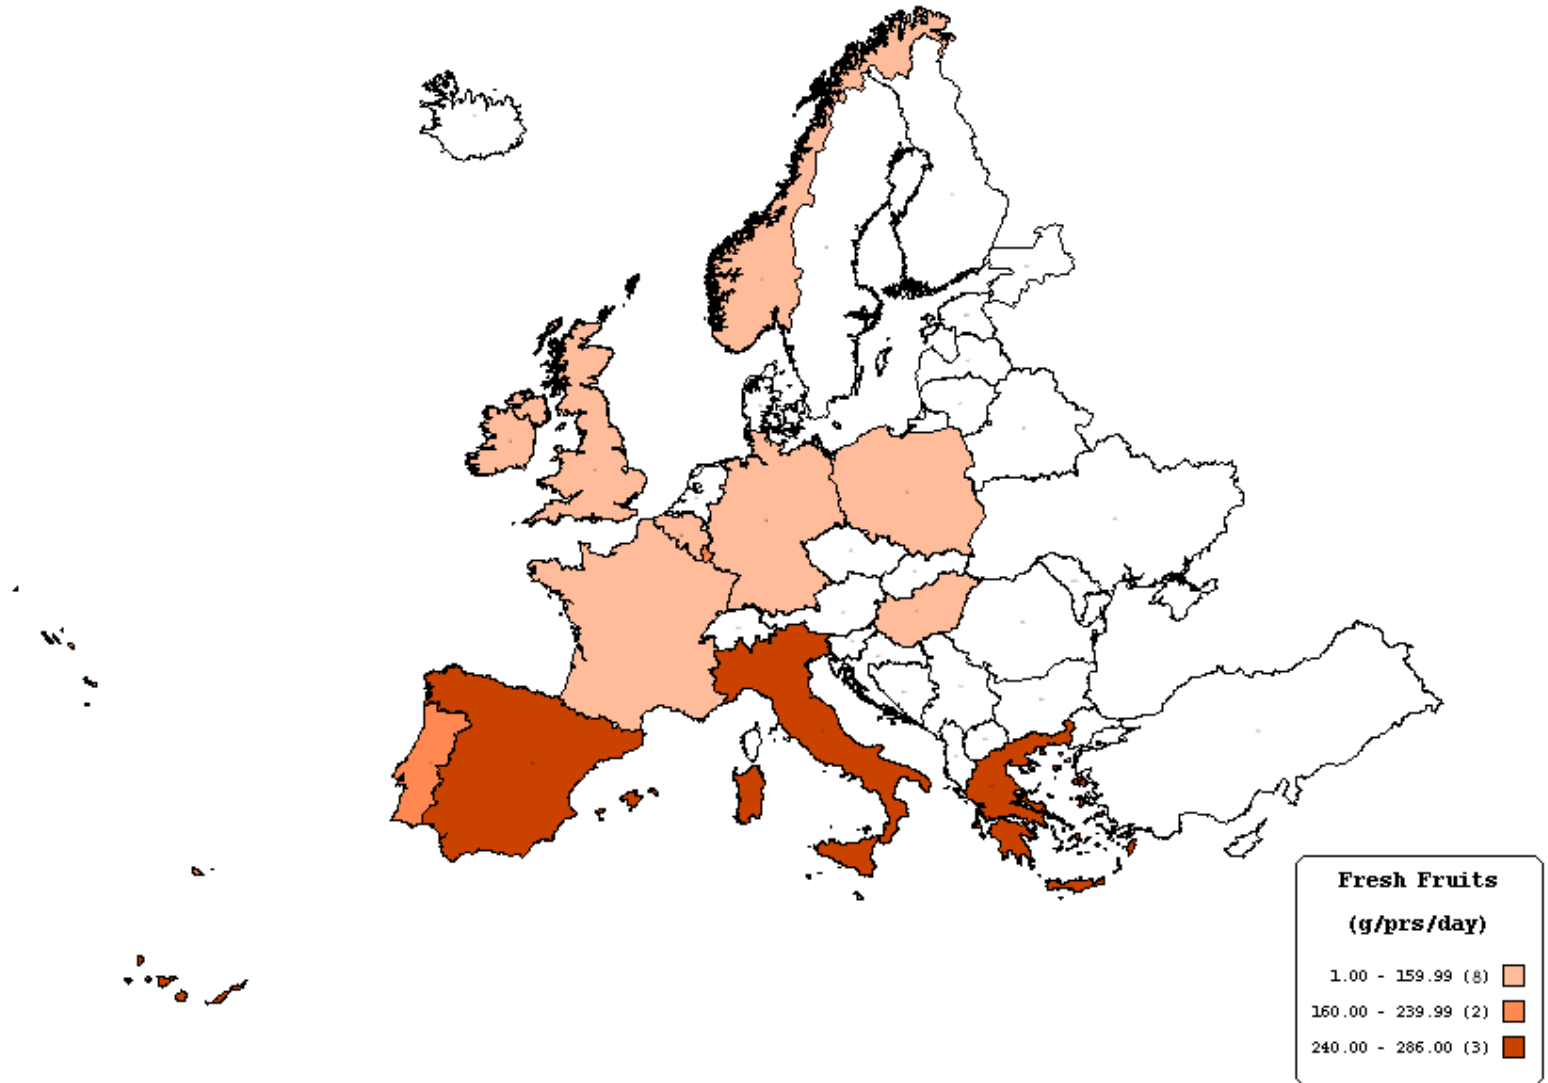 Fresh Fruits
(g/prs/day)
1.00 - 159.99 (8)
160.00 - 239.99 (2)
240.00 - 286.00 (3)